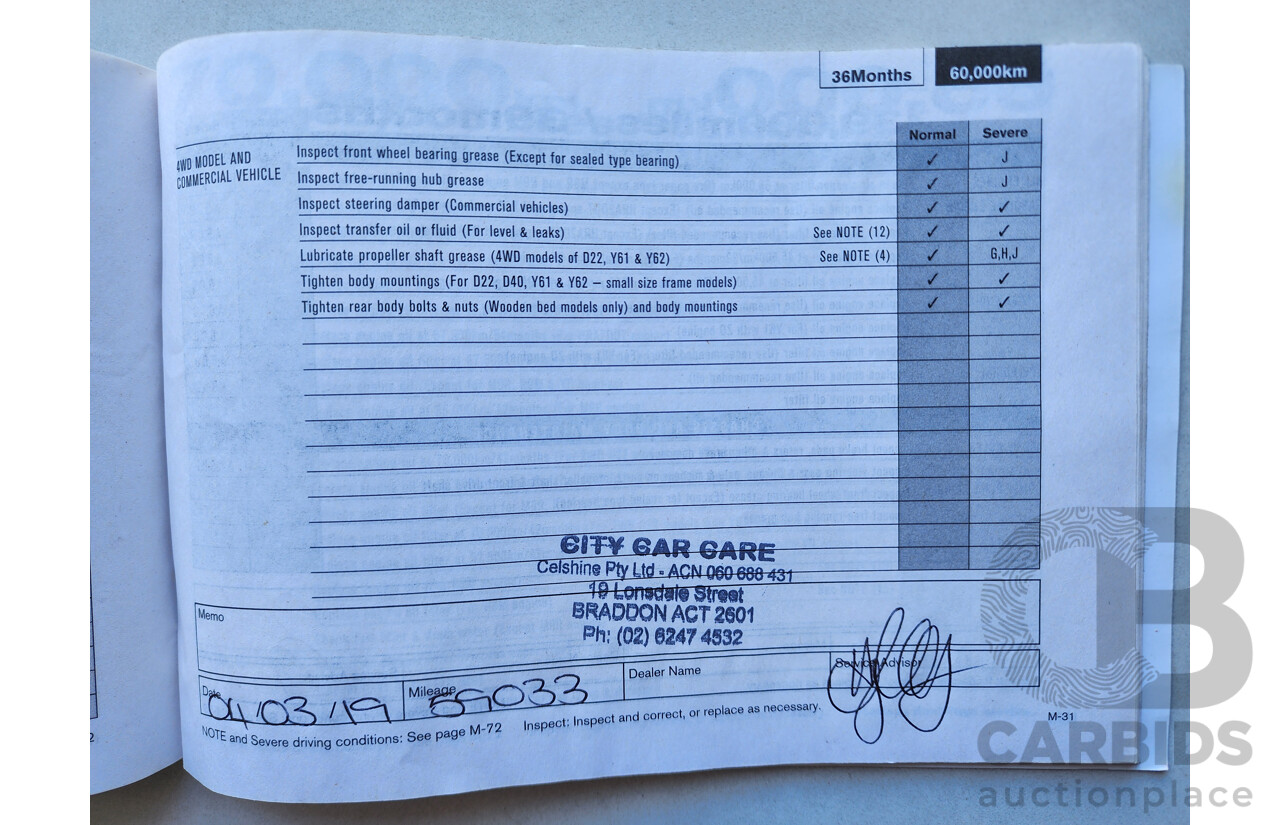 36Months 60,000km
Normal Severe
4WD MODEL AND
COMMERCIAL VEHICLE
Inspect front wheel bearing grease (Except for sealed type bearing) ✓ J
Inspect free-running hub grease ✓ J
Inspect steering damper (Commercial vehicles) ✓ ✓
Inspect transfer oil or fluid (For level & leaks) See NOTE (12) ✓ ✓
Lubricate propeller shaft grease (4WD models of D22, Y61 & Y62) See NOTE (4) ✓ G,H,J
Tighten body mountings (For D22, D40, Y61 & Y62 – small size frame models) ✓ ✓
Tighten rear body bolts & nuts (Wooden bed models only) and body mountings ✓ ✓
CITY CAR CARE
Celshine Pty Ltd - ACN 060 688 431
19 Lonsdale Street
BRADDON ACT 2601
Ph: (02) 6247 4532
Memo
Date 04/03/19 Mileage 59033 Dealer Name Service Advisor
NOTE and Severe driving conditions: See page M-72 Inspect: Inspect and correct, or replace as necessary.
M-31
CARBIDS
auctionplace